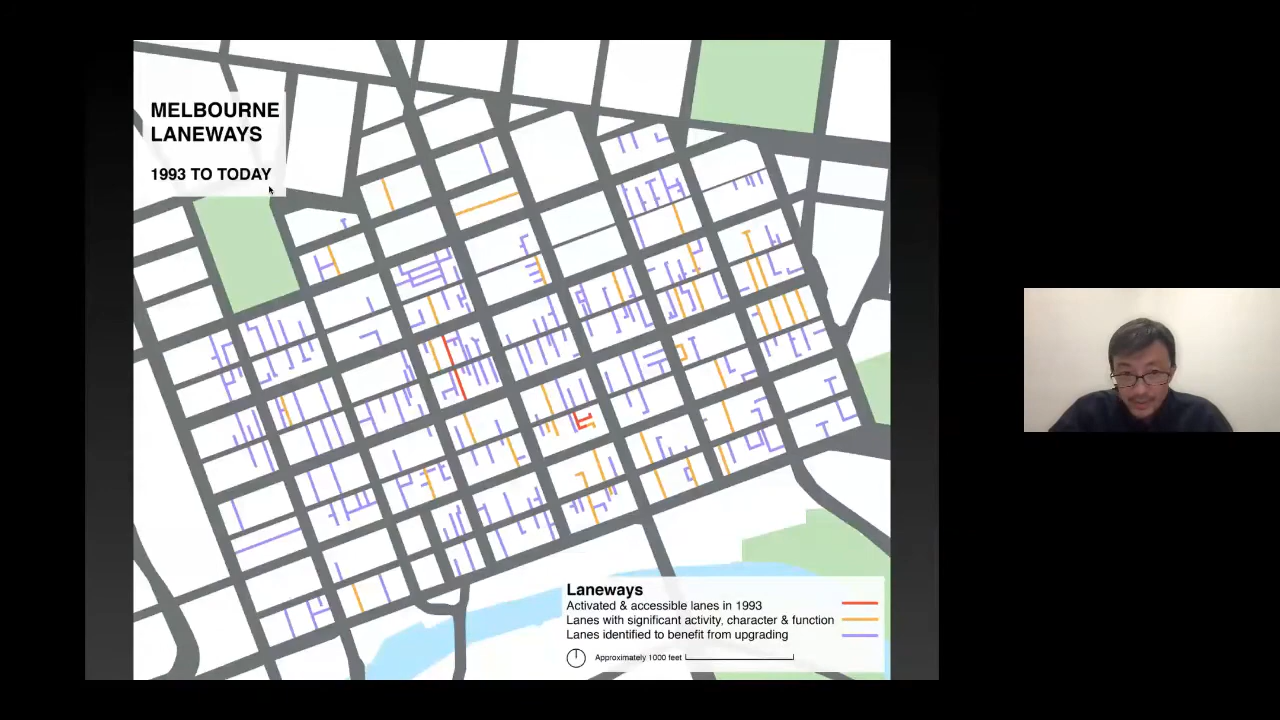 MELBOURNE
LANEWAYS
1993 TO TODAY
Laneways
Activated & accessible lanes in 1993
Lanes with significant activity, character & function
Lanes identified to benefit from upgrading
Approximately 1000 feet